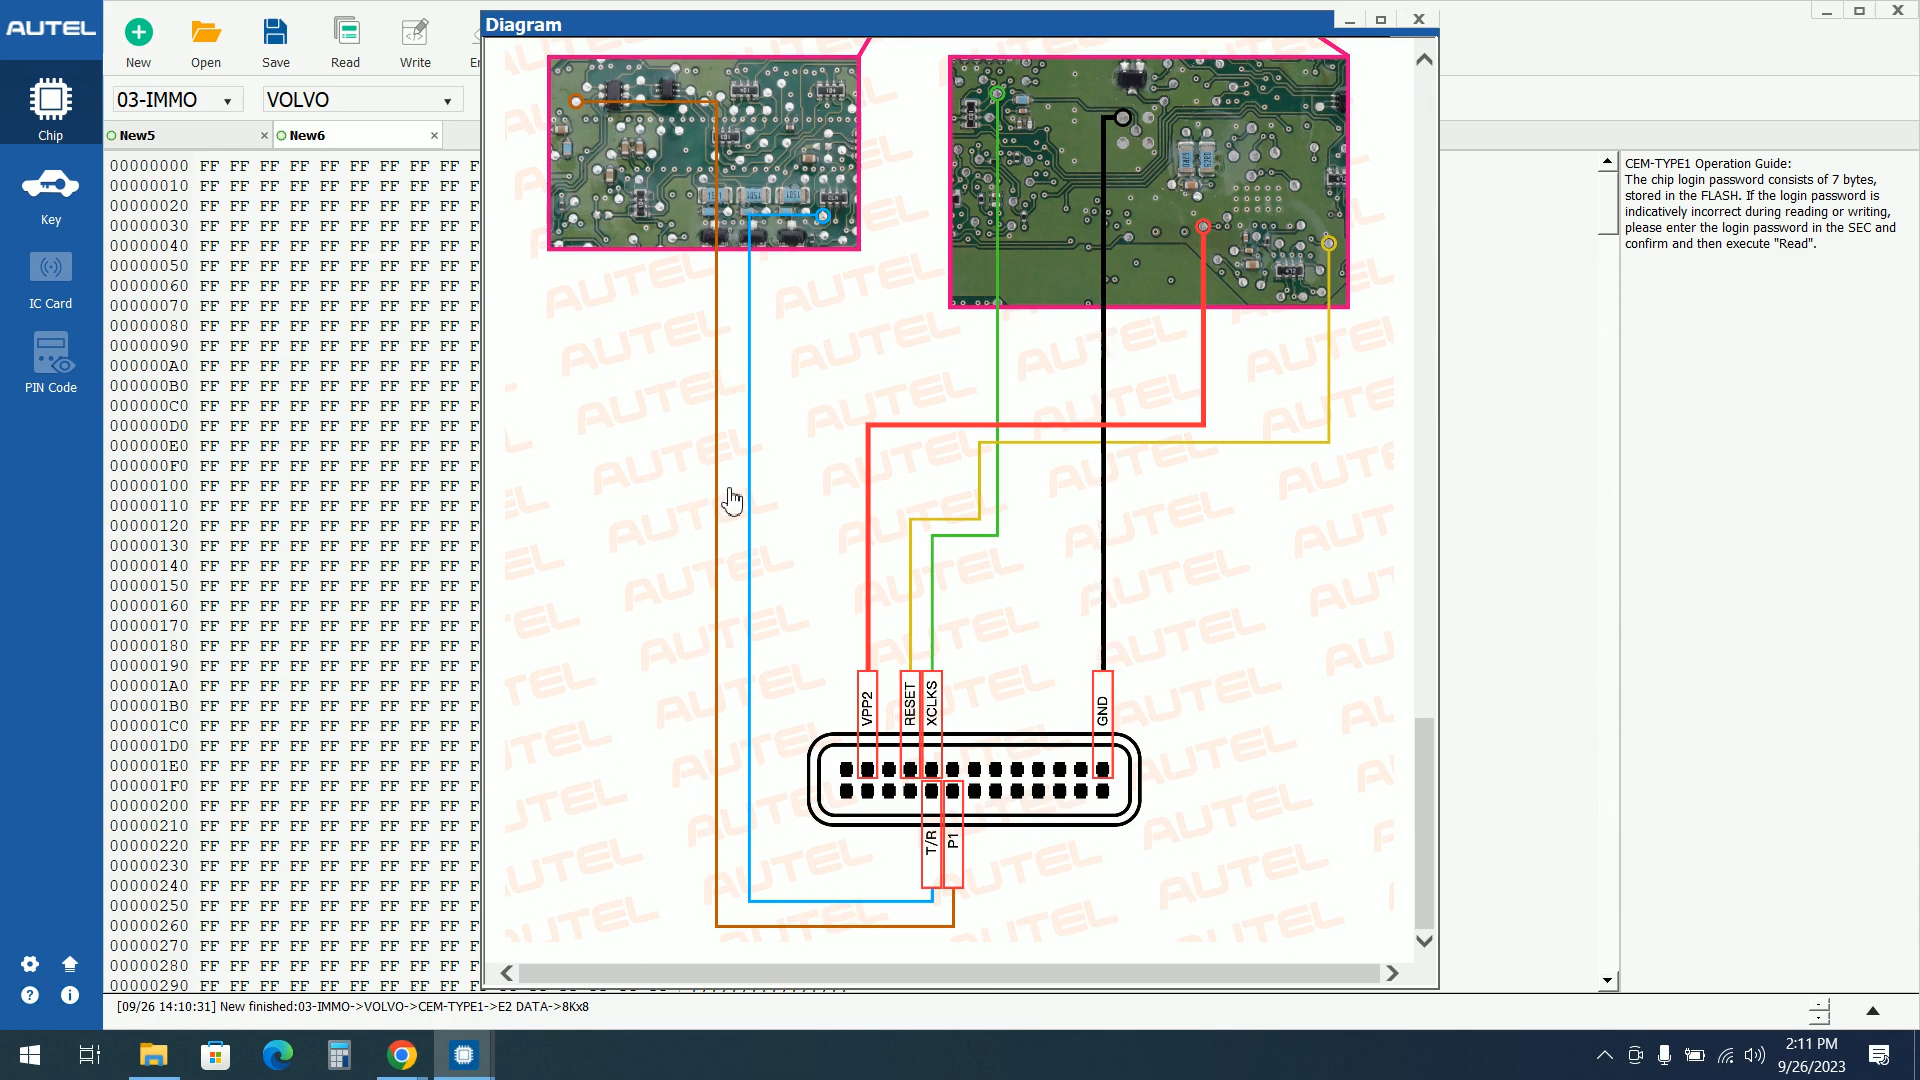 AUTEL
New
Open
Save
Read
Write
Diagram
03-IMMO
VOLVO
Chip
New5
New6
Key
IC Card
PIN Code
00000000 FF FF FF FF FF FF FF FF FF F
00000010 FF FF FF FF FF FF FF FF FF F
00000020 FF FF FF FF FF FF FF FF FF F
00000030 FF FF FF FF FF FF FF FF FF F
00000040 FF FF FF FF FF FF FF FF FF F
00000050 FF FF FF FF FF FF FF FF FF F
00000060 FF FF FF FF FF FF FF FF FF F
00000070 FF FF FF FF FF FF FF FF FF F
00000080 FF FF FF FF FF FF FF FF FF F
00000090 FF FF FF FF FF FF FF FF FF F
000000A0 FF FF FF FF FF FF FF FF FF F
000000B0 FF FF FF FF FF FF FF FF FF F
000000C0 FF FF FF FF FF FF FF FF FF F
000000D0 FF FF FF FF FF FF FF FF FF F
000000E0 FF FF FF FF FF FF FF FF FF F
000000F0 FF FF FF FF FF FF FF FF FF F
00000100 FF FF FF FF FF FF FF FF FF F
00000110 FF FF FF FF FF FF FF FF FF F
00000120 FF FF FF FF FF FF FF FF FF F
00000130 FF FF FF FF FF FF FF FF FF F
00000140 FF FF FF FF FF FF FF FF FF F
00000150 FF FF FF FF FF FF FF FF FF F
00000160 FF FF FF FF FF FF FF FF FF F
00000170 FF FF FF FF FF FF FF FF FF F
00000180 FF FF FF FF FF FF FF FF FF F
00000190 FF FF FF FF FF FF FF FF FF F
000001A0 FF FF FF FF FF FF FF FF FF F
000001B0 FF FF FF FF FF FF FF FF FF F
000001C0 FF FF FF FF FF FF FF FF FF F
000001D0 FF FF FF FF FF FF FF FF FF F
000001E0 FF FF FF FF FF FF FF FF FF F
000001F0 FF FF FF FF FF FF FF FF FF F
00000200 FF FF FF FF FF FF FF FF FF F
00000210 FF FF FF FF FF FF FF FF FF F
00000220 FF FF FF FF FF FF FF FF FF F
00000230 FF FF FF FF FF FF FF FF FF F
00000240 FF FF FF FF FF FF FF FF FF F
00000250 FF FF FF FF FF FF FF FF FF F
00000260 FF FF FF FF FF FF FF FF FF F
00000270 FF FF FF FF FF FF FF FF FF F
00000280 FF FF FF FF FF FF FF FF FF F
00000290 FF FF FF FF FF FF FF FF FF F
VPP2
RESET
XCLKS
GND
T/R
P1
CEM-TYPE1 Operation Guide:
The chip login password consists of 7 bytes,
stored in the FLASH. If the login password is
indicatively incorrect during reading or writing,
please enter the login password in the SEC and
confirm and then execute "Read".
[09/26 14:10:31] New finished:03-IMMO->VOLVO->CEM-TYPE1->E2 DATA->8Kx8
2:11 PM
9/26/2023